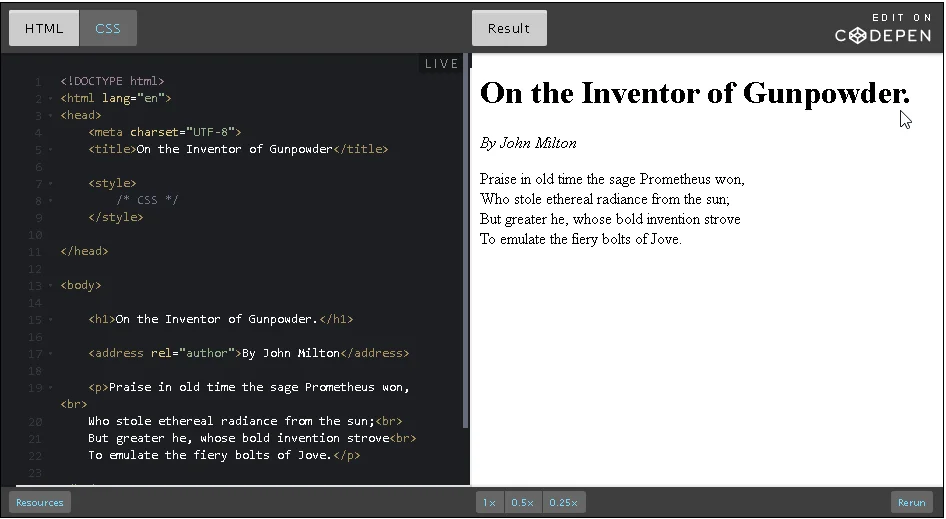 HTML CSS Result EDIT ON
CODEPEN
LIVE
1 <!DOCTYPE html>
2 <html lang="en">
3 <head>
4 <meta charset="UTF-8">
5 <title>On the Inventor of Gunpowder</title>
6
7 <style>
8 /* CSS */
9 </style>
10
11 </head>
12
13 <body>
14
15 <h1>On the Inventor of Gunpowder.</h1>
16
17 <address rel="author">By John Milton</address>
18
19 <p>Praise in old time the sage Prometheus won,
<br>
20 Who stole ethereal radiance from the sun;<br>
21 But greater he, whose bold invention strove<br>
22 To emulate the fiery bolts of Jove.</p>
23
On the Inventor of Gunpowder.
By John Milton
Praise in old time the sage Prometheus won,
Who stole ethereal radiance from the sun;
But greater he, whose bold invention strove
To emulate the fiery bolts of Jove.
Resources 1x 0.5x 0.25x Rerun